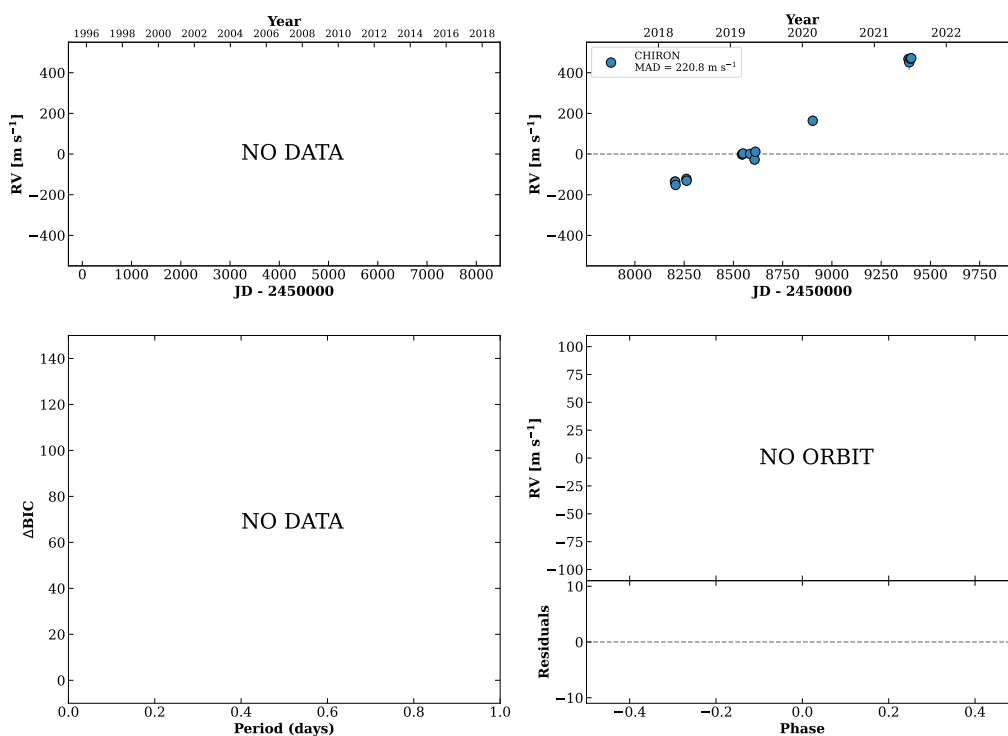 Year
1996 1998 2000 2002 2004 2006 2008 2010 2012 2014 2016 2018
400
200
0
−200
−400
RV [m s⁻¹]
NO DATA
0 1000 2000 3000 4000 5000 6000 7000 8000
JD - 2450000
Year
2018 2019 2020 2021 2022
CHIRON
MAD = 220.8 m s⁻¹
400
200
0
−200
−400
RV [m s⁻¹]
8000 8250 8500 8750 9000 9250 9500 9750
JD - 2450000
140
120
100
80
60
40
20
0
ΔBIC
NO DATA
0.0 0.2 0.4 0.6 0.8 1.0
Period (days)
100
75
50
25
0
−25
−50
−75
−100
RV [m s⁻¹]
NO ORBIT
10
0
−10
Residuals
−0.4 −0.2 0.0 0.2 0.4
Phase